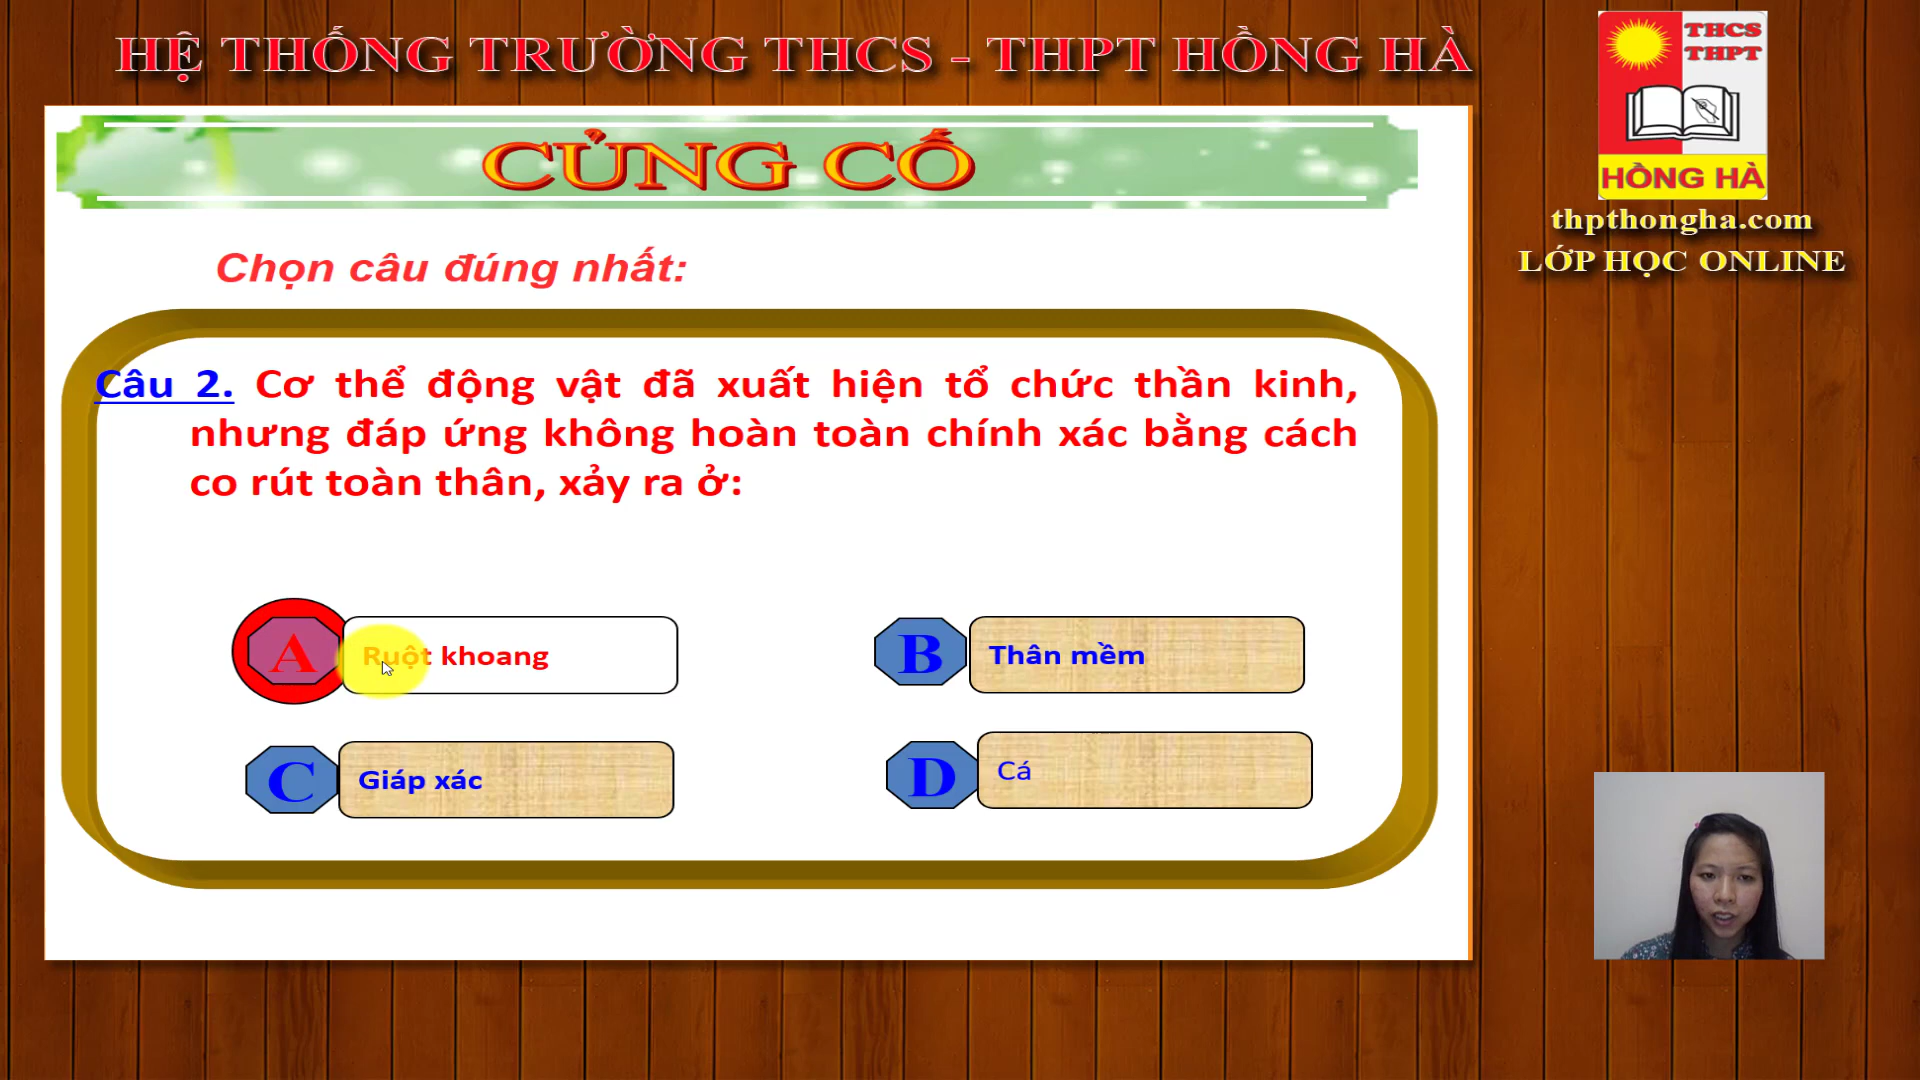 HỆ THỐNG TRƯỜNG THCS - THPT HỒNG HÀ
THCS
THPT
HỒNG HÀ
thpthongha.com
LỚP HỌC ONLINE
CỦNG CỐ
Chọn câu đúng nhất:
Câu 2. Cơ thể động vật đã xuất hiện tổ chức thần kinh,
nhưng đáp ứng không hoàn toàn chính xác bằng cách
co rút toàn thân, xảy ra ở:
A Ruột khoang
B Thân mềm
C Giáp xác
D Cá